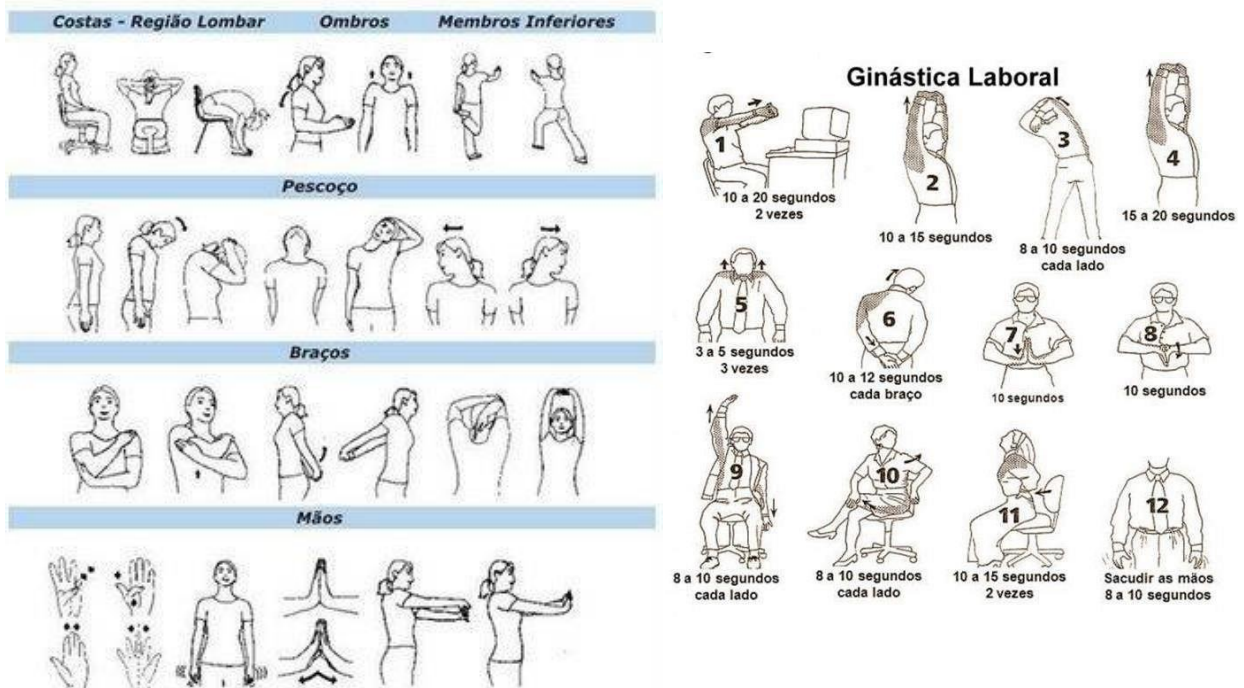 Costas - Região Lombar
Ombros
Membros Inferiores
Pescoço
Braços
Mãos
Ginástica Laboral
1
10 a 20 segundos
2 vezes
2
10 a 15 segundos
3
8 a 10 segundos
cada lado
4
15 a 20 segundos
5
3 a 5 segundos
3 vezes
6
10 a 12 segundos
cada braço
7
10 segundos
8
10 segundos
9
8 a 10 segundos
cada lado
10
8 a 10 segundos
cada lado
11
10 a 15 segundos
2 vezes
12
Sacudir as mãos
8 a 10 segundos